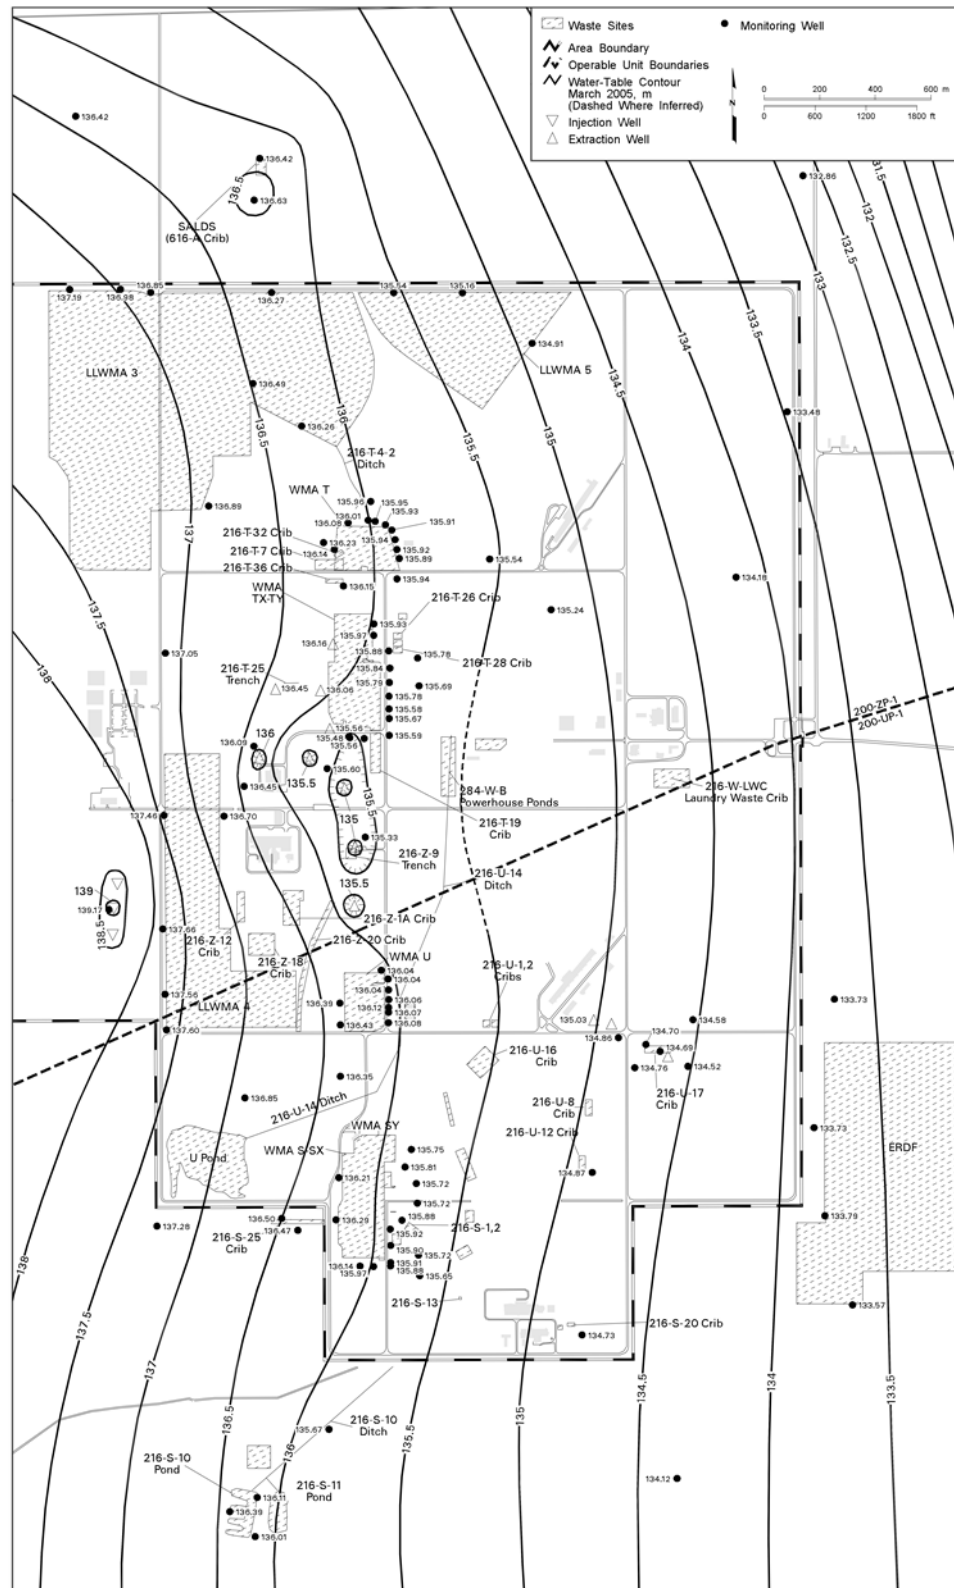 Waste Sites
Monitoring Well
Area Boundary
Operable Unit Boundaries
Water-Table Contour
March 2005, m
(Dashed Where Inferred)
Injection Well
Extraction Well
N
0 200 400 600 m
0 600 1200 1800 ft
136.42
136.42
136.5
136.63
SALDS
(616-A Crib)
132.86
131.5
132
132.5
133
133.5
134
134.5
137.19
136.98
136.85
136.27
135.54
135.16
134.91
LLWMA 3
LLWMA 5
136.49
136
136.26
136.5
135.5
135
133.48
216-T-4-2
Ditch
WMA T
135.96
135.95
135.93
136.01
136.08
135.91
136.89
216-T-32 Crib
136.23
135.94
135.92
137
216-T-7 Crib
136.14
135.89
135.54
216-T-36 Crib
135.94
134.18
WMA
TX-TY
136.15
216-T-26 Crib
137.5
135.24
135.93
135.97
136.16
135.88
135.78
137.05
216-T-28 Crib
138
216-T-25
Trench
135.84
135.79
135.69
136.45
136.06
135.78
135.58
135.67
200-ZP-1
200-UP-1
136.09
136
135.56
135.48
135.56
135.59
135.60
135.5
136.45
135.5
135
284-W-B
Powerhouse Ponds
216-W-LWC
Laundry Waste Crib
137.46
136.70
216-T-19
Crib
135.33
216-Z-9
Trench
135.5
216-U-14
Ditch
139
139.17
138.5
216-Z-1A Crib
137.66
216-Z-12
Crib
216-Z-20 Crib
216-Z-18
Crib
WMA U
136.04
136.04
216-U-1,2
Cribs
137.56
LLWMA 4
136.39
136.04
136.06
136.12
136.07
136.08
133.73
137.60
136.43
135.03
134.58
134.86
134.70
134.69
216-U-16
Crib
134.76
134.52
136.35
216-U-17
Crib
136.85
216-U-14 Ditch
216-U-8
Crib
133.73
WMA SY
216-U-12 Crib
WMA S-SX
135.75
ERDF
U Pond
135.81
134.87
136.21
135.72
135.72
133.79
136.50
136.29
135.88
137.28
136.47
216-S-1,2
216-S-25
Crib
135.92
135.90
135.72
138
136.14
135.91
135.97
135.88
135.65
216-S-13
133.57
137.5
216-S-20 Crib
134.73
137
136.5
134.5
134
133.5
135
216-S-10
Ditch
135.67
136
135.5
216-S-10
Pond
134.12
216-S-11
Pond
136.11
136.39
136.01